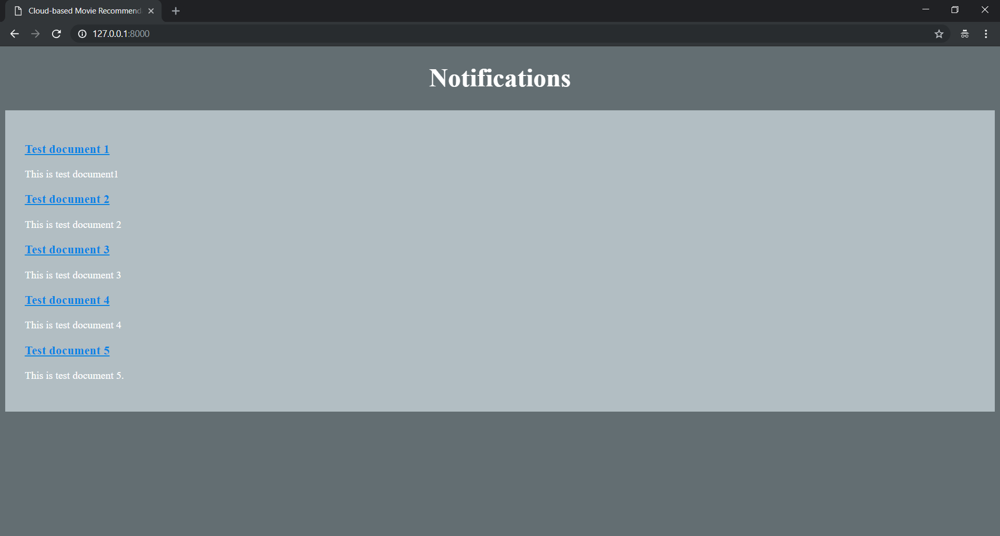 Cloud-based Movie Recommend
127.0.0.1:8000
Notifications
Test document 1
This is test document1
Test document 2
This is test document 2
Test document 3
This is test document 3
Test document 4
This is test document 4
Test document 5
This is test document 5.